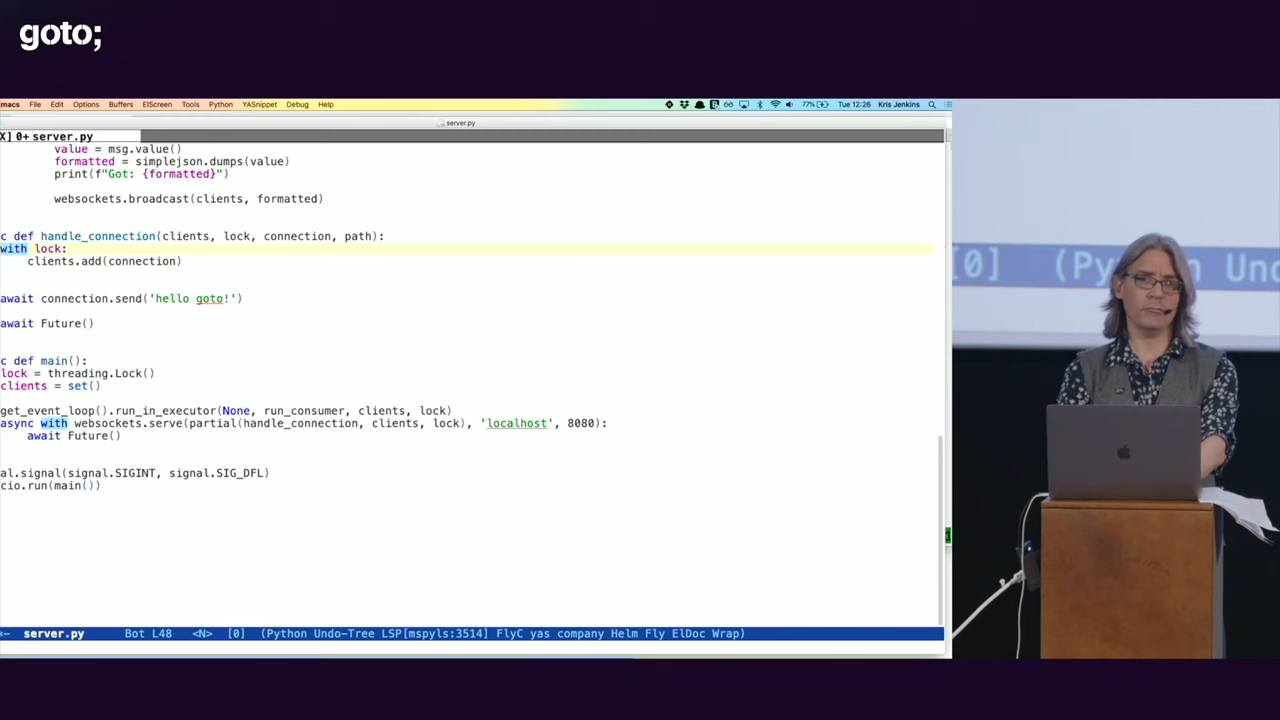 goto;
macs File Edit Options Buffers ElScreen Tools Python YASnippet Debug Help 77% Tue 12:26 Kris Jenkins
server.py
X] 0+ server.py
value = msg.value()
formatted = simplejson.dumps(value)
print(f"Got: {formatted}")
websockets.broadcast(clients, formatted)
c def handle_connection(clients, lock, connection, path):
with lock:
clients.add(connection)
await connection.send('hello goto!')
await Future()
c def main():
lock = threading.Lock()
clients = set()
get_event_loop().run_in_executor(None, run_consumer, clients, lock)
async with websockets.serve(partial(handle_connection, clients, lock), 'localhost', 8080):
await Future()
al.signal(signal.SIGINT, signal.SIG_DFL)
cio.run(main())
server.py Bot L48 <N> [0] (Python Undo-Tree LSP[mspyls:3514] FlyC yas company Helm Fly ElDoc Wrap)
[0] (Py n Und